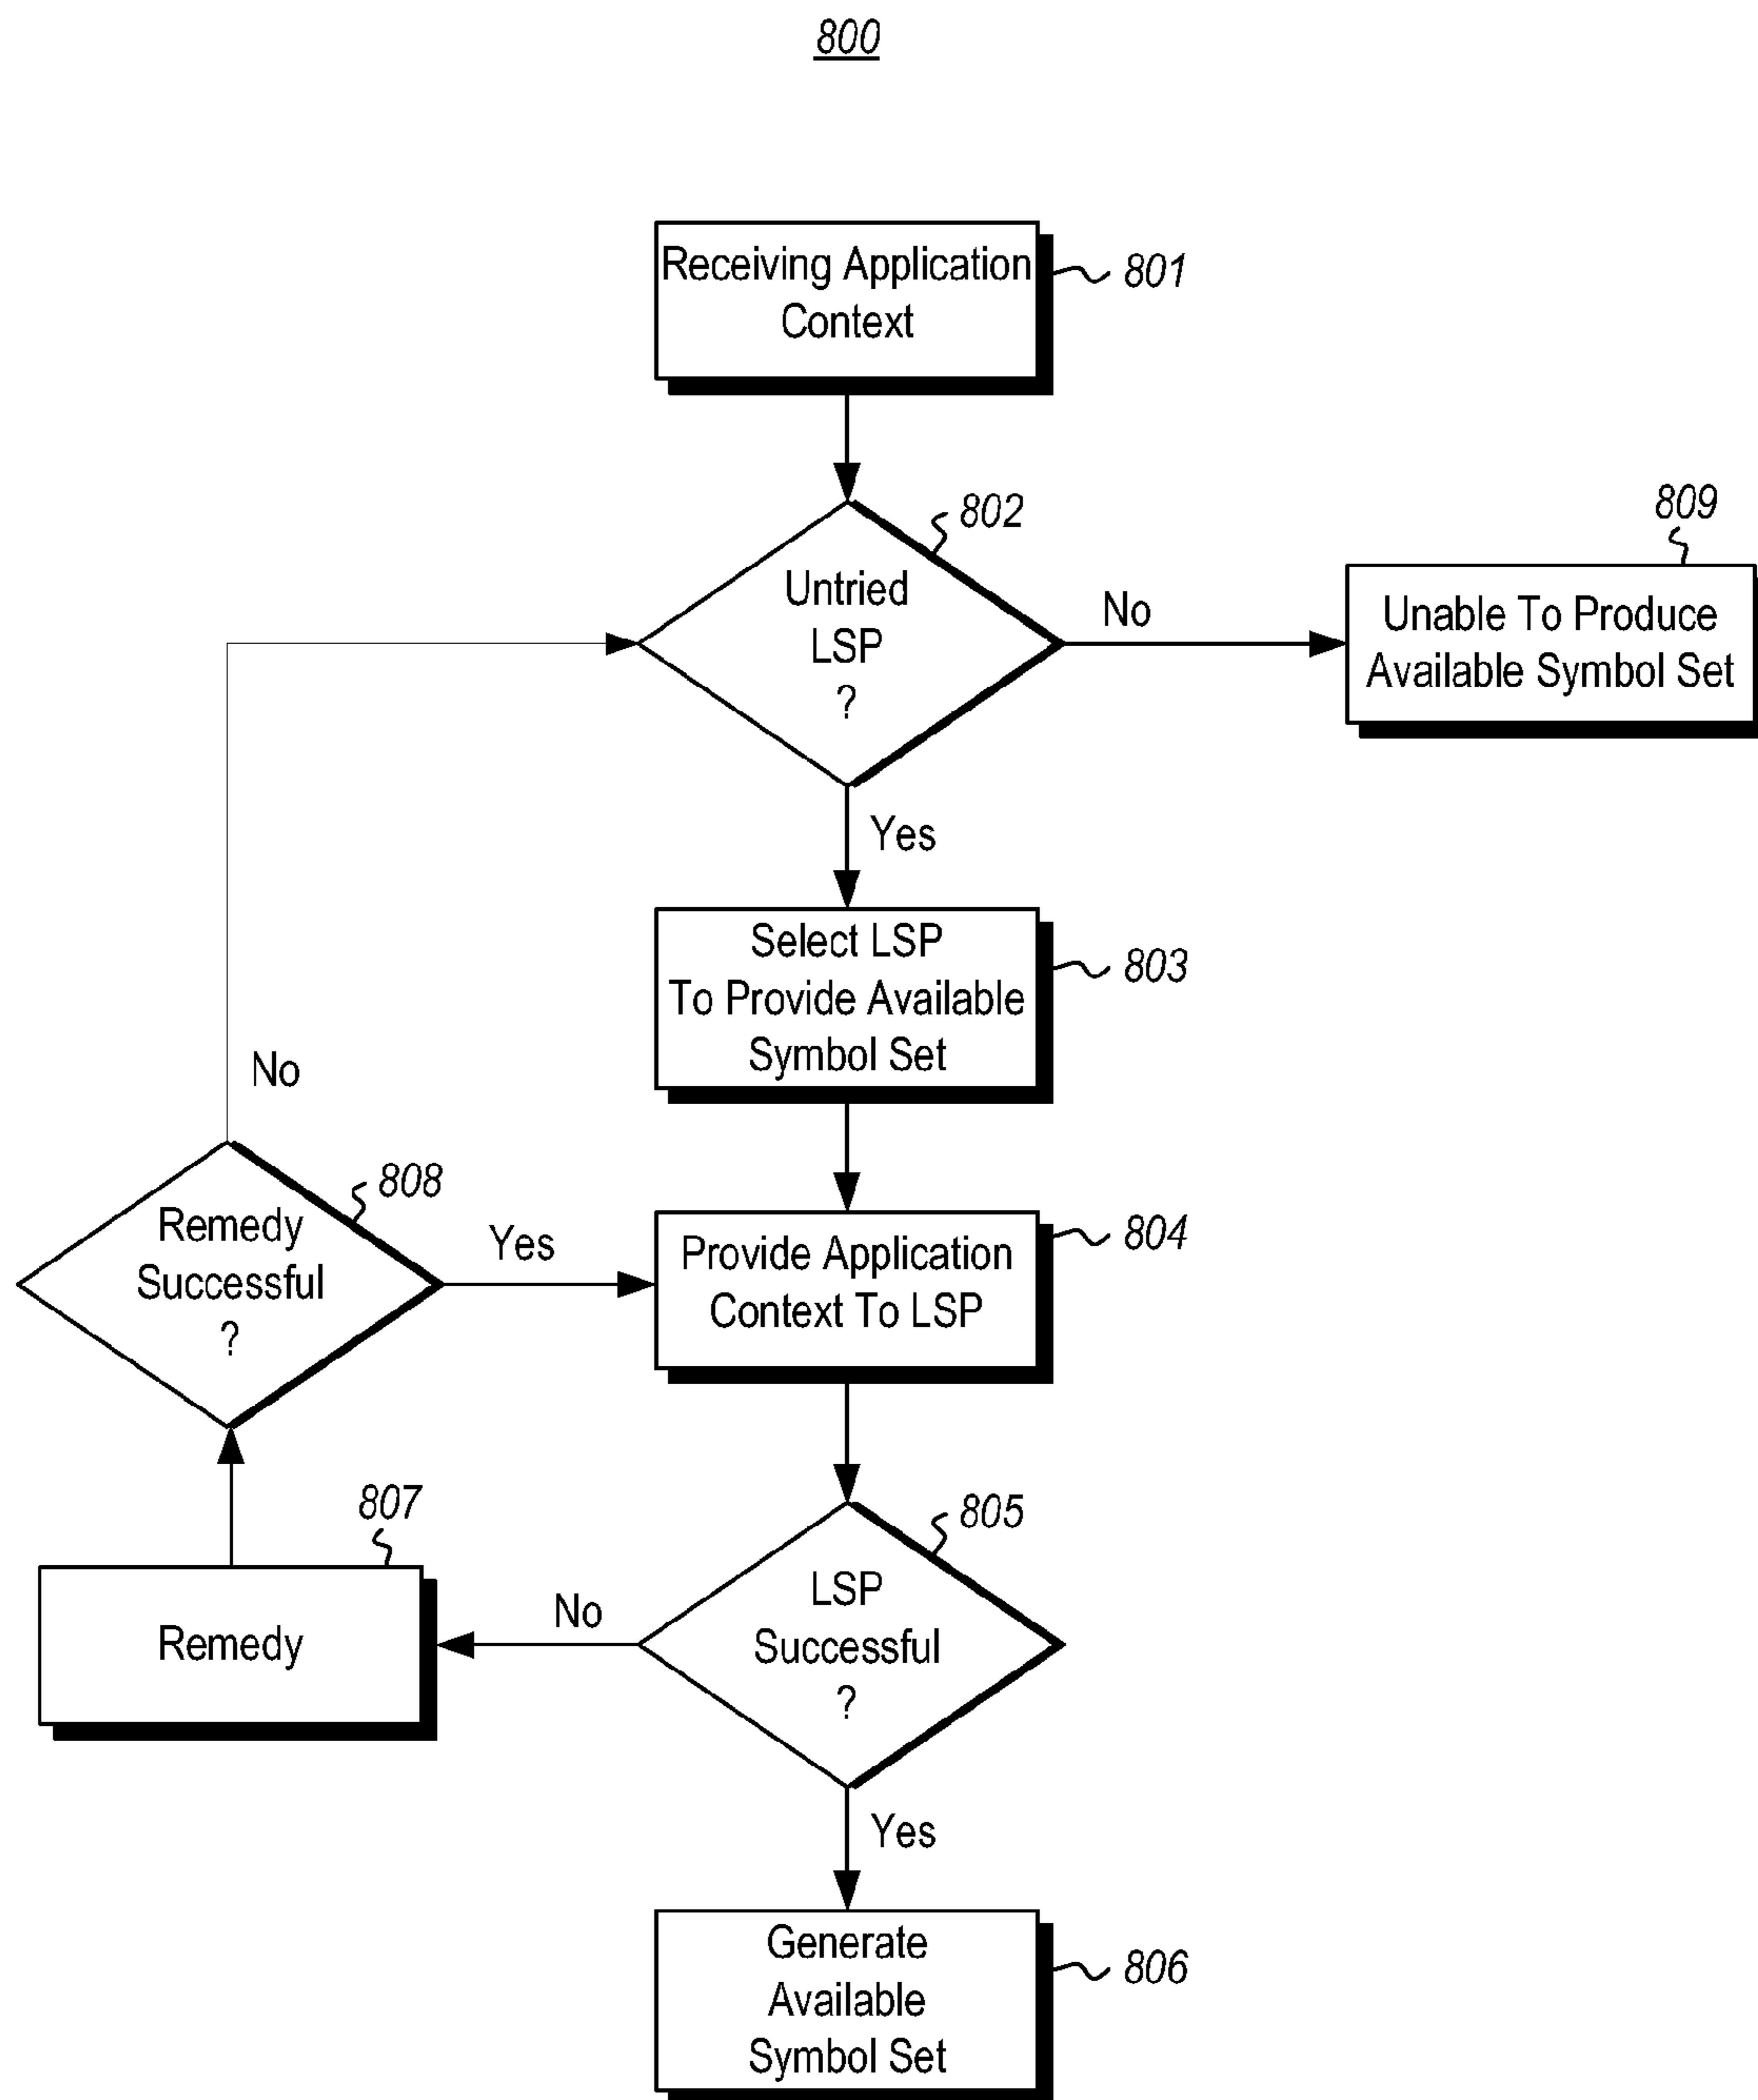 800
Receiving Application
Context
801
802
Untried
LSP
?
No
809
Unable To Produce
Available Symbol Set
Yes
Select LSP
To Provide Available
Symbol Set
803
No
808
Remedy
Successful
?
Yes
Provide Application
Context To LSP
804
807
Remedy
No
805
LSP
Successful
?
Yes
Generate
Available
Symbol Set
806